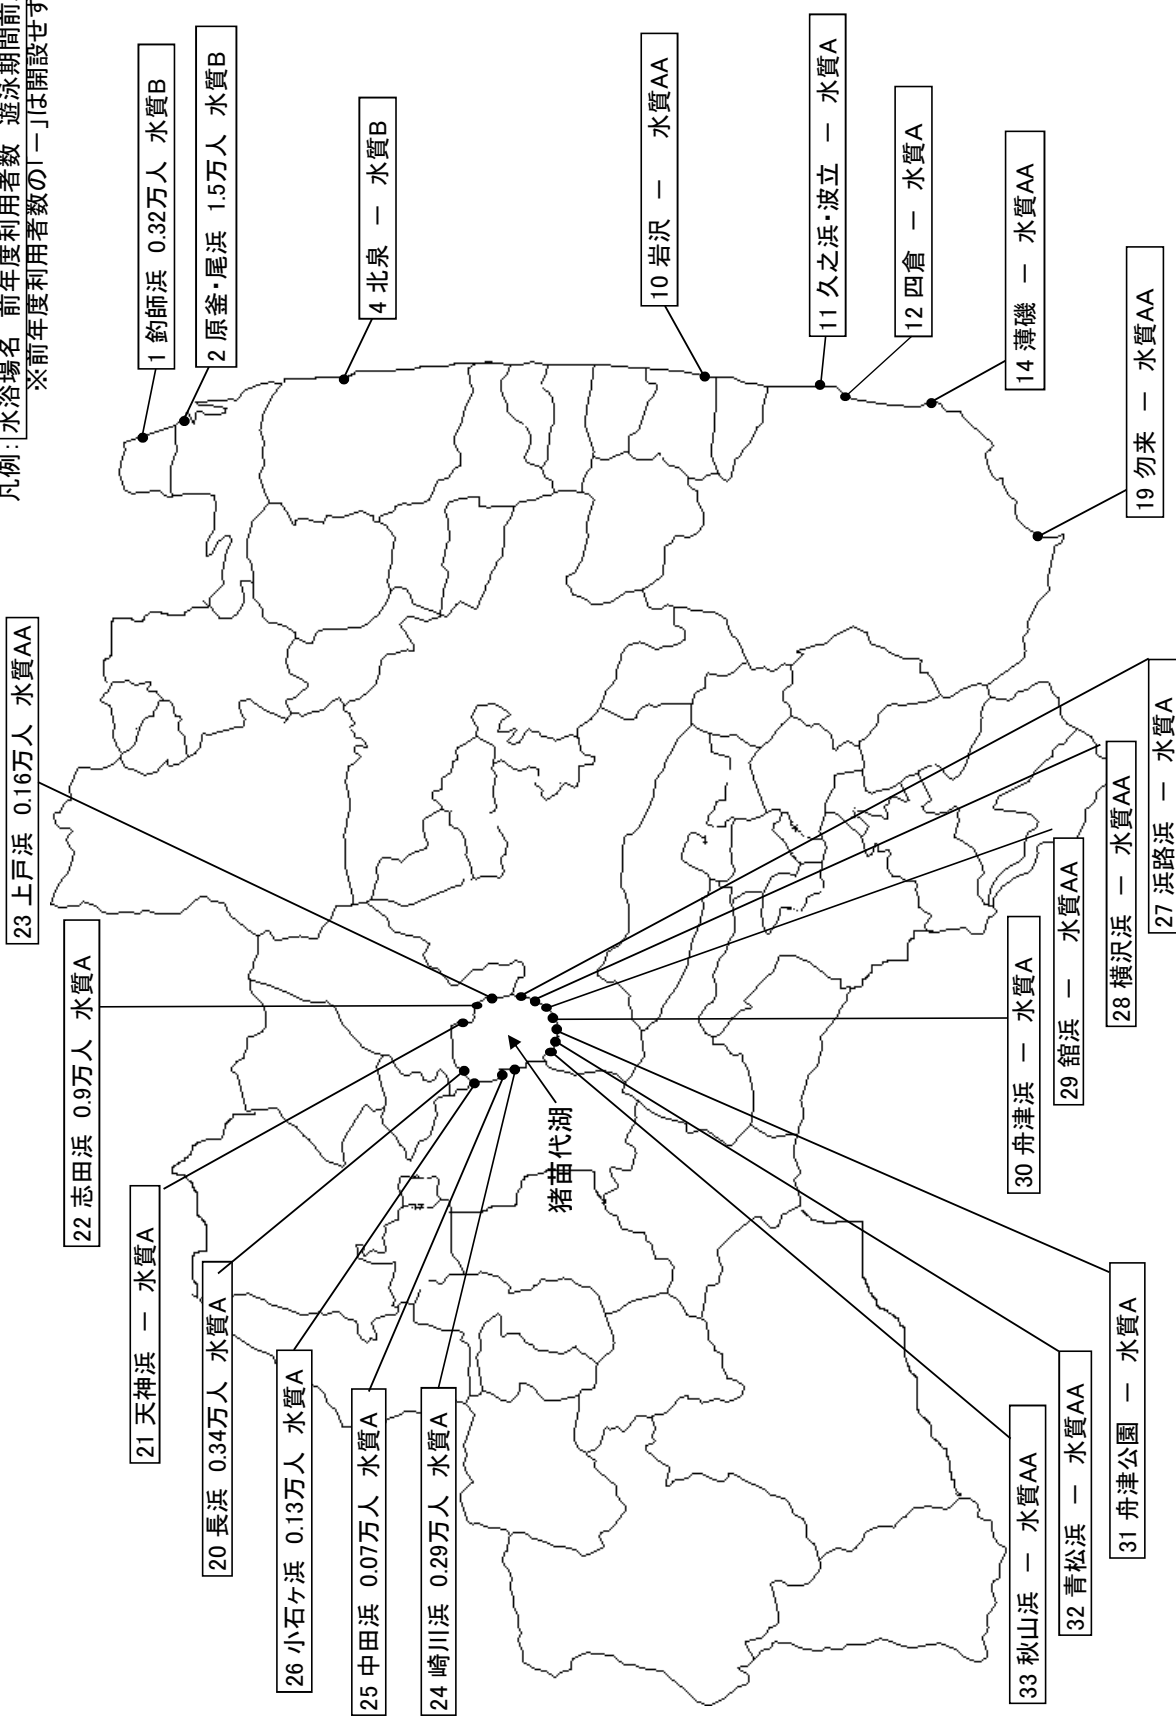 凡例：水浴場名 前年度利用者数 遊泳期間前
※前年度利用者数の「－」は開設せず
1 釣師浜 0.32万人 水質B
2 原釜・尾浜 1.5万人 水質B
4 北泉 － 水質B
10 岩沢 － 水質AA
11 久之浜・波立 － 水質A
12 四倉 － 水質A
14 薄磯 － 水質AA
19 勿来 － 水質AA
23 上戸浜 0.16万人 水質AA
22 志田浜 0.9万人 水質A
21 天神浜 － 水質A
20 長浜 0.34万人 水質A
26 小石ヶ浜 0.13万人 水質A
25 中田浜 0.07万人 水質A
24 崎川浜 0.29万人 水質A
猪苗代湖
27 浜路浜 － 水質A
28 横沢浜 － 水質AA
29 舘浜 － 水質AA
30 舟津浜 － 水質A
31 舟津公園 － 水質A
32 青松浜 － 水質AA
33 秋山浜 － 水質AA